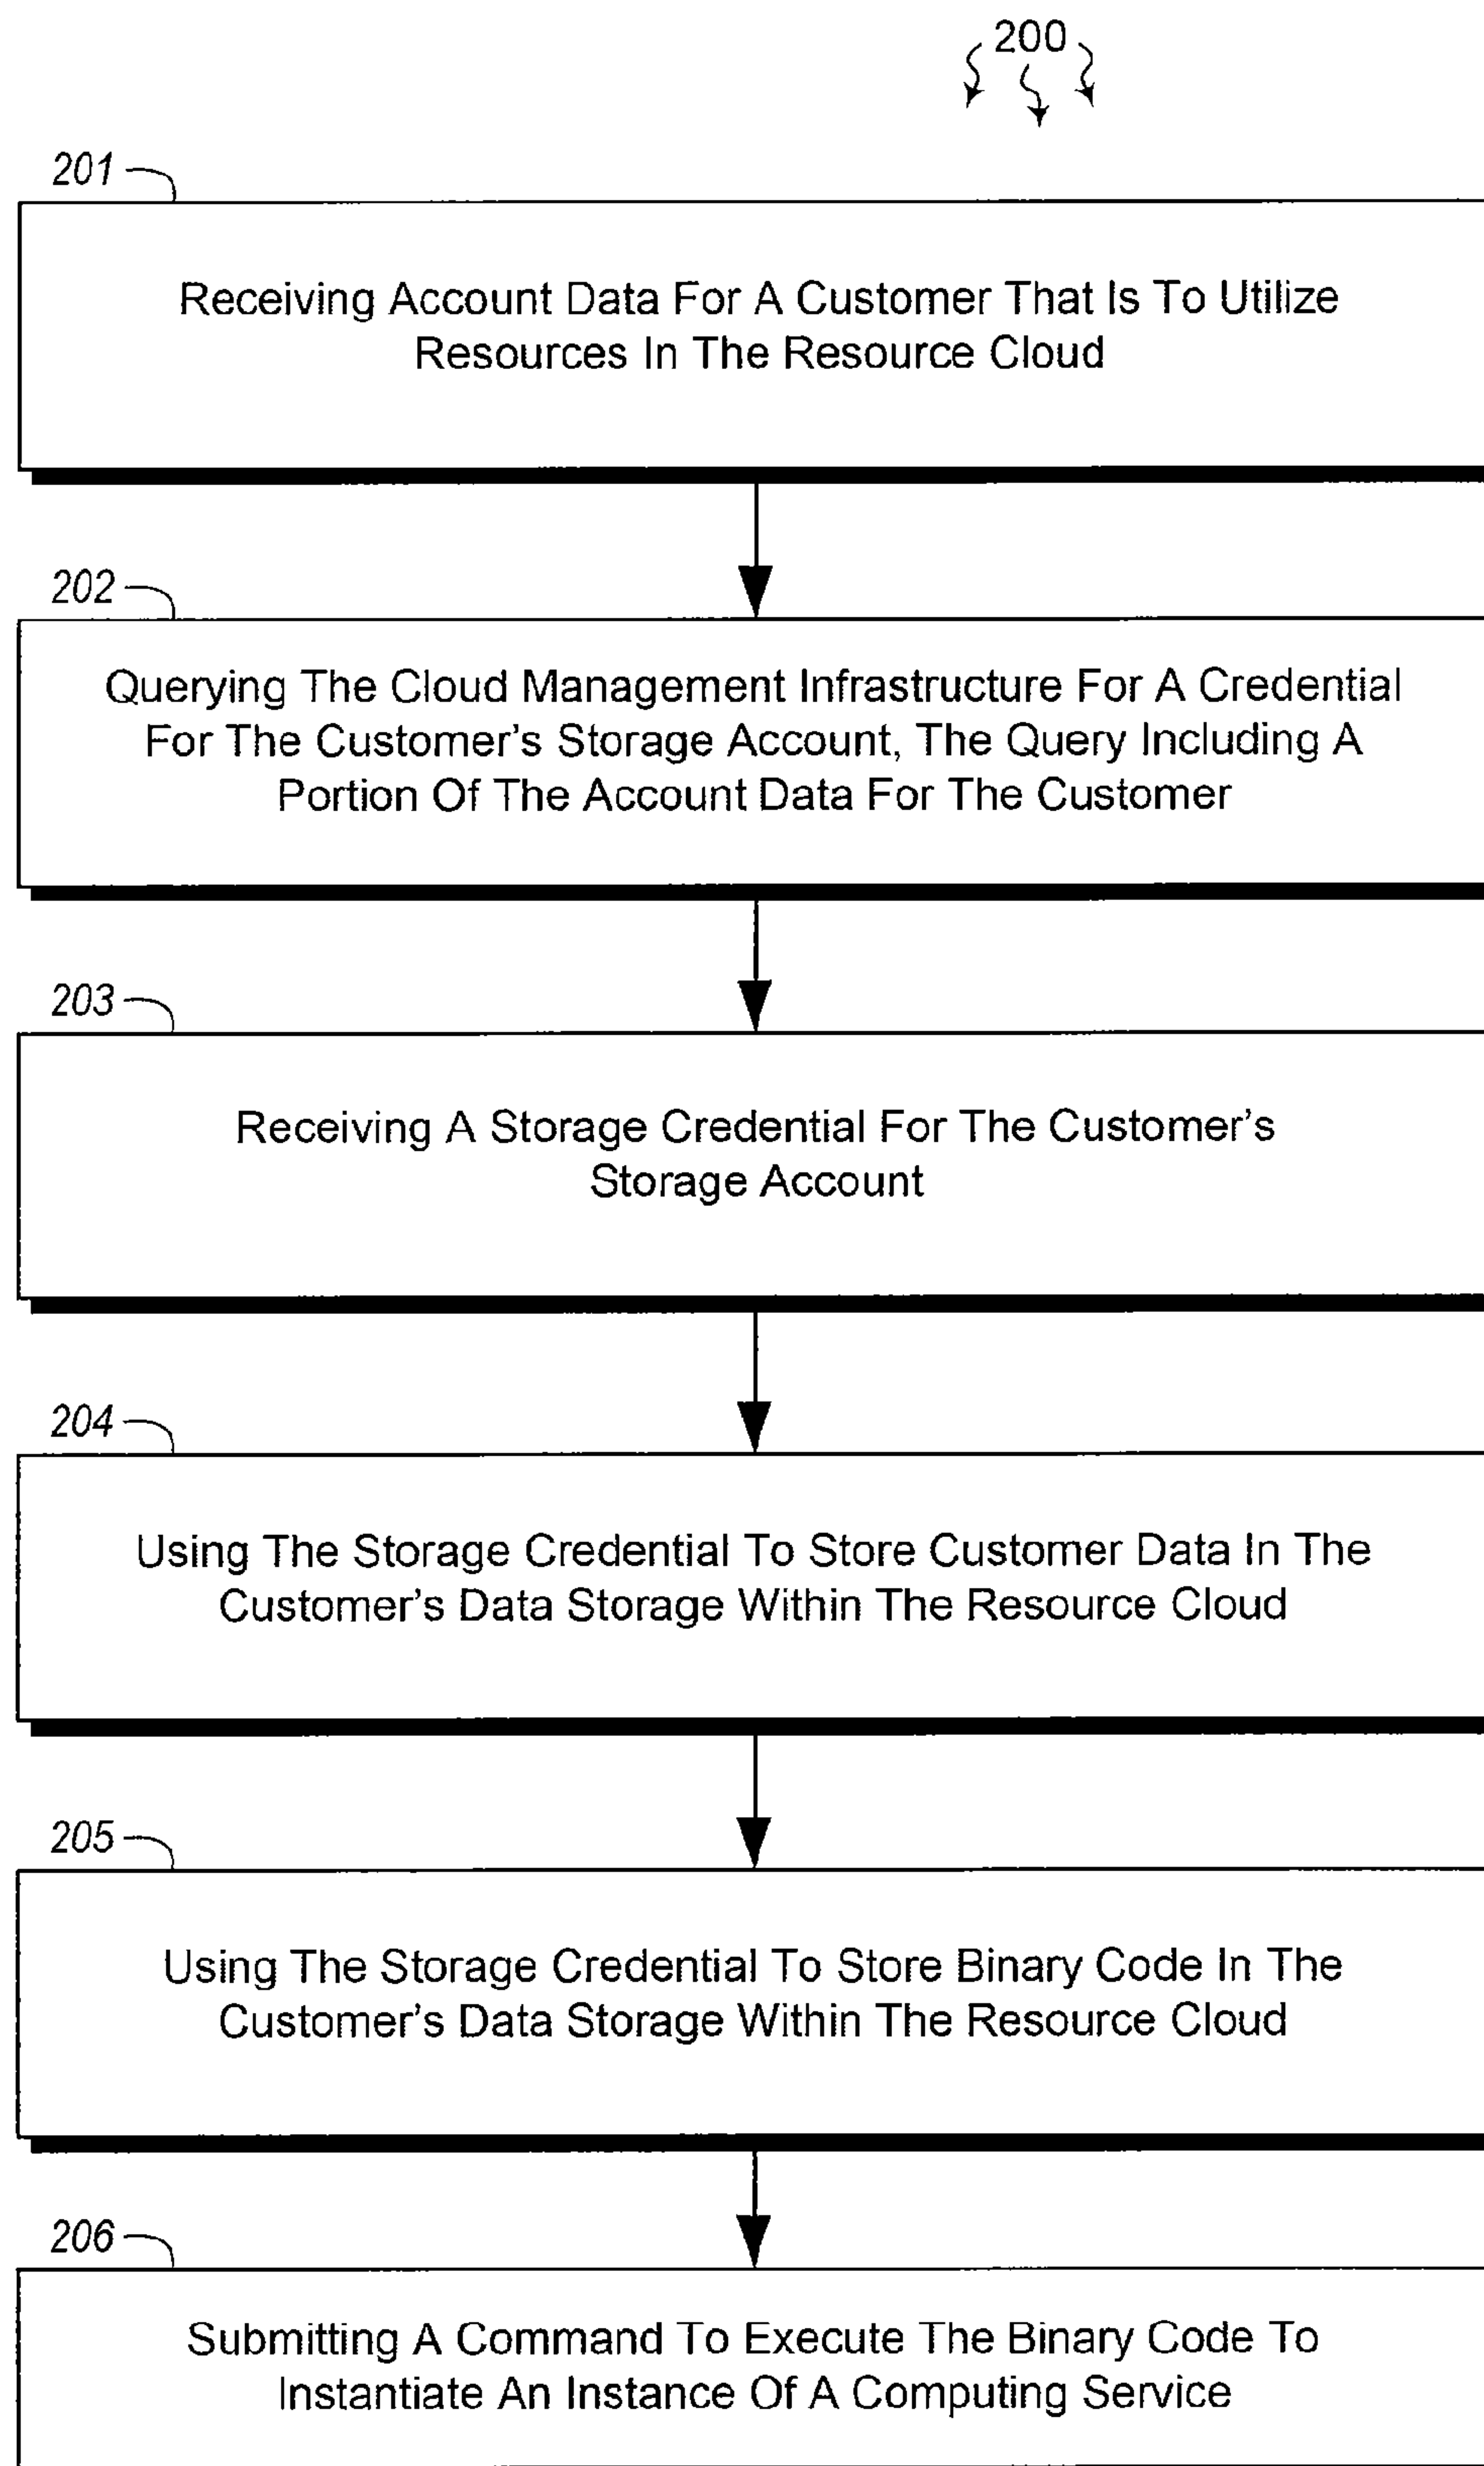 200
201
Receiving Account Data For A Customer That Is To Utilize
Resources In The Resource Cloud
202
Querying The Cloud Management Infrastructure For A Credential
For The Customer's Storage Account, The Query Including A
Portion Of The Account Data For The Customer
203
Receiving A Storage Credential For The Customer's
Storage Account
204
Using The Storage Credential To Store Customer Data In The
Customer's Data Storage Within The Resource Cloud
205
Using The Storage Credential To Store Binary Code In The
Customer's Data Storage Within The Resource Cloud
206
Submitting A Command To Execute The Binary Code To
Instantiate An Instance Of A Computing Service